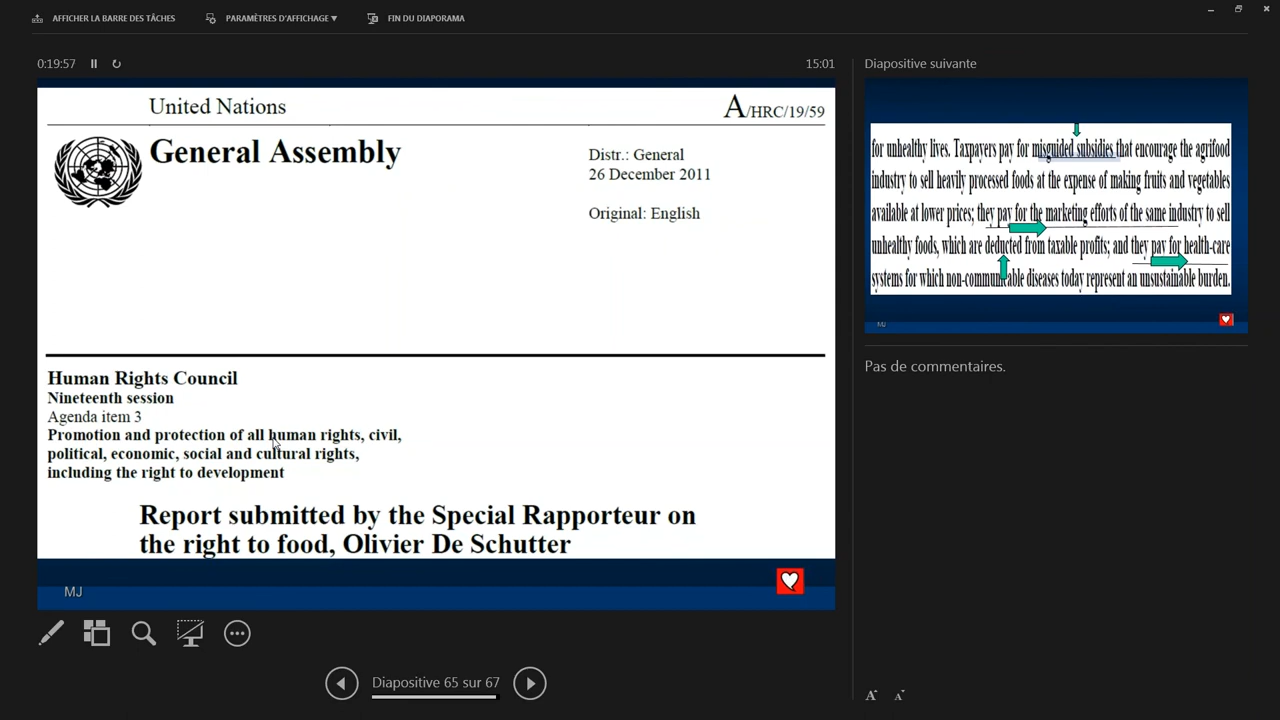 AFFICHER LA BARRE DES TÂCHES
PARAMÈTRES D'AFFICHAGE ▼
FIN DU DIAPORAMA
0:19:57
15:01
United Nations
A/HRC/19/59
General Assembly
Distr.: General
26 December 2011
Original: English
Human Rights Council
Nineteenth session
Agenda item 3
Promotion and protection of all human rights, civil,
political, economic, social and cultural rights,
including the right to development
Report submitted by the Special Rapporteur on
the right to food, Olivier De Schutter
MJ
Diapositive 65 sur 67
Diapositive suivante
for unhealthy lives. Taxpayers pay for misguided subsidies that encourage the agrifood
industry to sell heavily processed foods at the expense of making fruits and vegetables
available at lower prices; they pay for the marketing efforts of the same industry to sell
unhealthy foods, which are deducted from taxable profits; and they pay for health-care
systems for which non-communicable diseases today represent an unsustainable burden.
MJ
Pas de commentaires.
A A